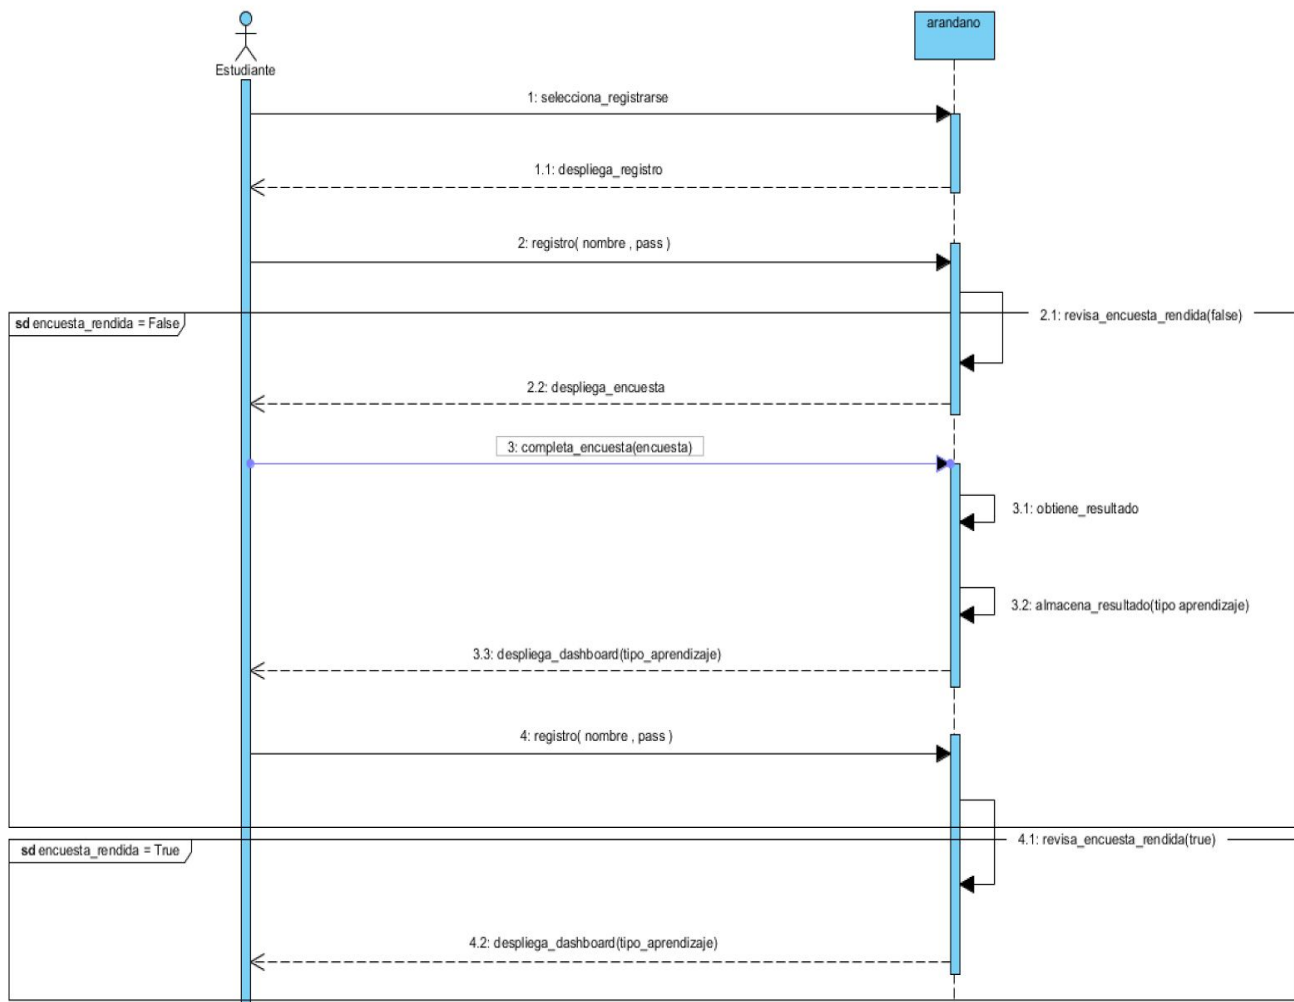 arandano
Estudiante
1: selecciona_registrarse
1.1: despliega_registro
2: registro( nombre , pass )
sd encuesta_rendida = False
2.1: revisa_encuesta_rendida(false)
2.2: despliega_encuesta
3: completa_encuesta(encuesta)
3.1: obtiene_resultado
3.2: almacena_resultado(tipo aprendizaje)
3.3: despliega_dashboard(tipo_aprendizaje)
4: registro( nombre , pass )
4.1: revisa_encuesta_rendida(true)
sd encuesta_rendida = True
4.2: despliega_dashboard(tipo_aprendizaje)